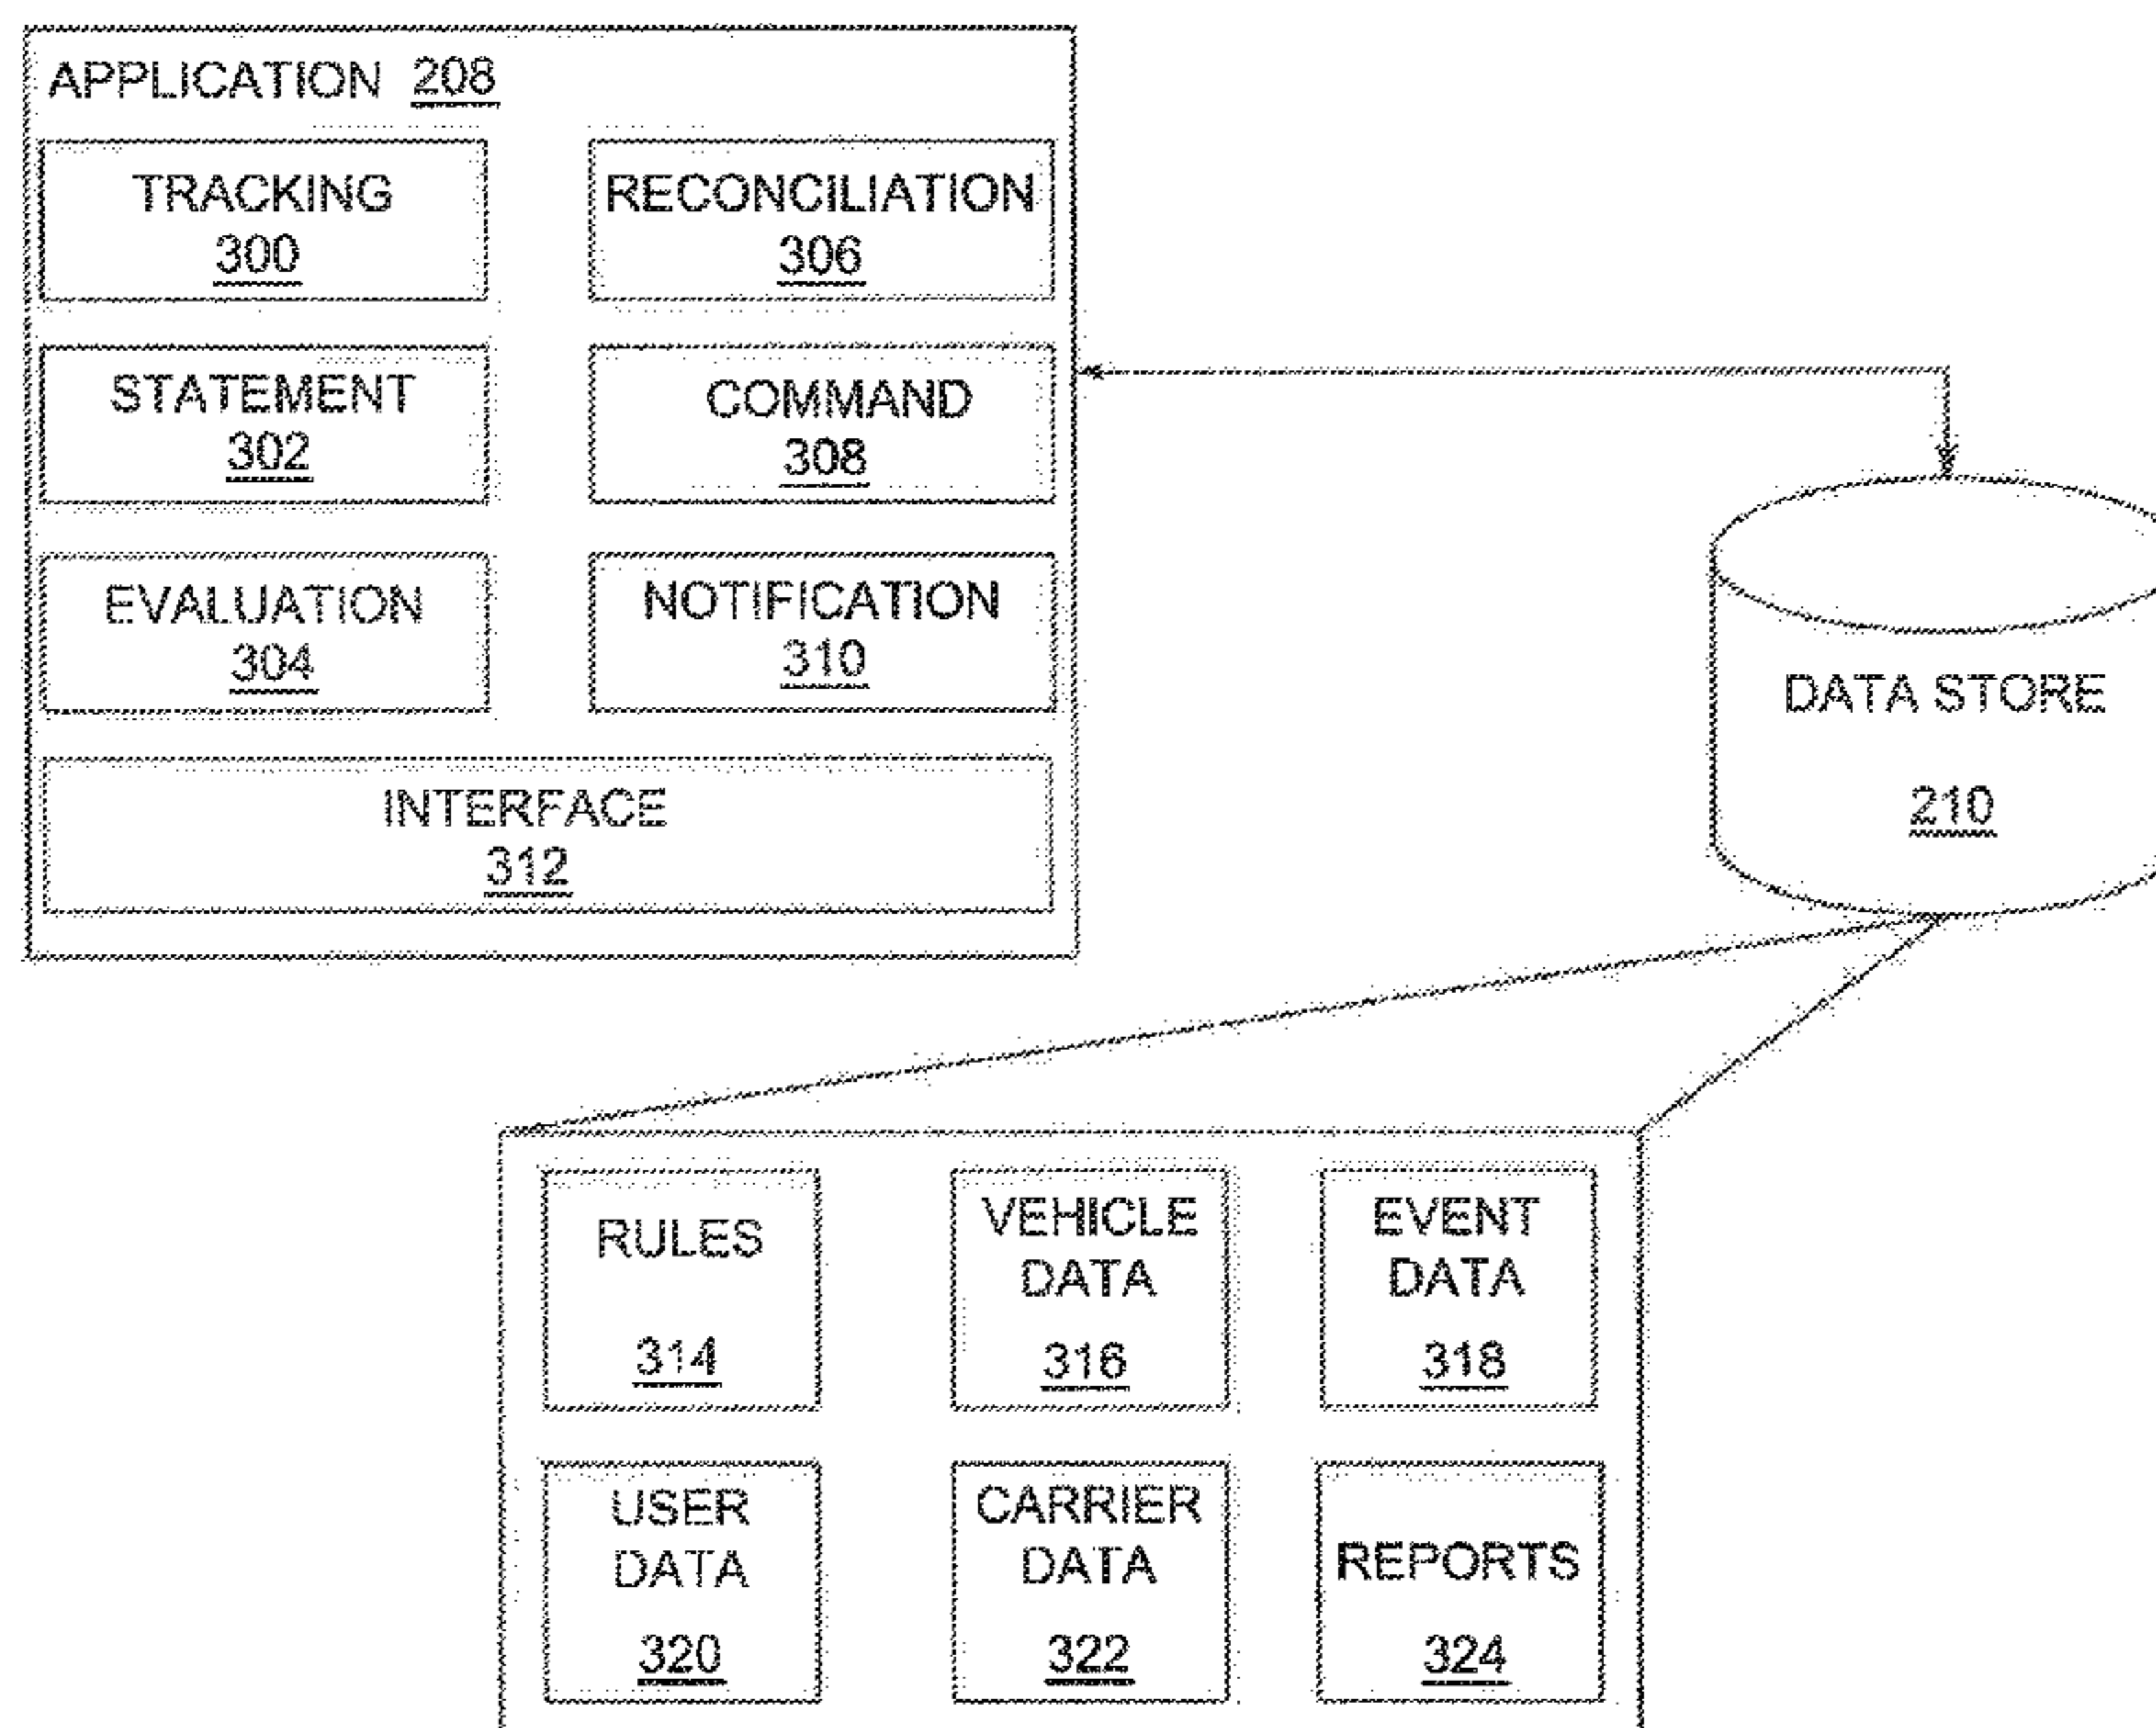 APPLICATION 208
TRACKING
300
RECONCILIATION
306
STATEMENT
302
COMMAND
308
EVALUATION
304
NOTIFICATION
310
INTERFACE
312
DATA STORE
210
RULES
314
VEHICLE
DATA
316
EVENT
DATA
318
USER
DATA
320
CARRIER
DATA
322
REPORTS
324